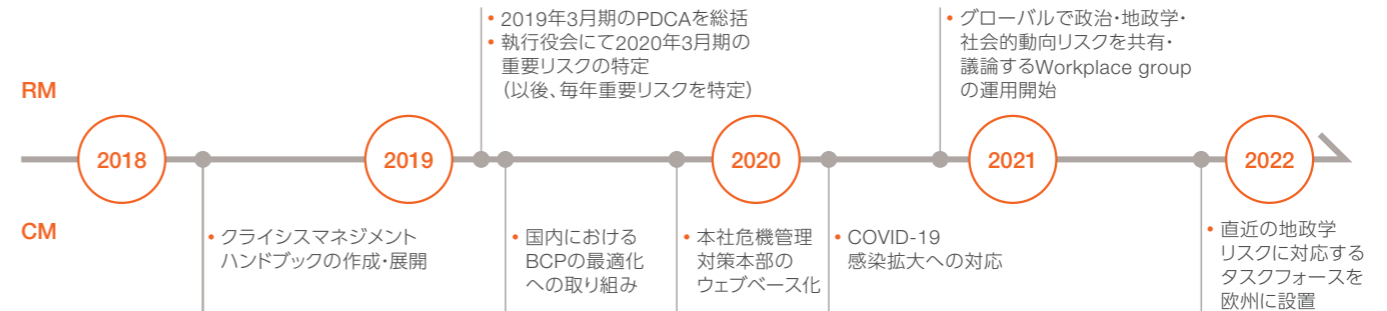 • 2019年3月期のPDCAを総括
• 執行役会にて2020年3月期の
重要リスクの特定
（以後、毎年重要リスクを特定）
• グローバルで政治・地政学・
社会的動向リスクを共有・
議論するWorkplace group
の運用開始
RM
2018
2019
2020
2021
2022
CM
• クライシスマネジメント
ハンドブックの作成・展開
• 国内における
BCPの最適化
への取り組み
• 本社危機管理
対策本部の
ウェブベース化
• COVID-19
感染拡大への対応
• 直近の地政学
リスクに対応する
タスクフォースを
欧州に設置